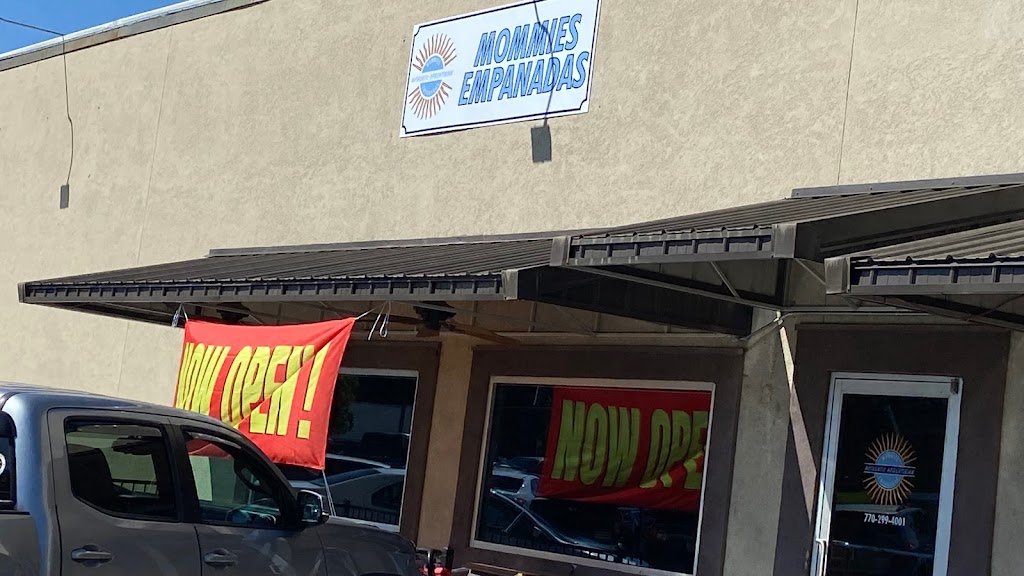 MOMMIES
EMPANADAS
NOW OPEN!
NOW OPE
770-299-4001